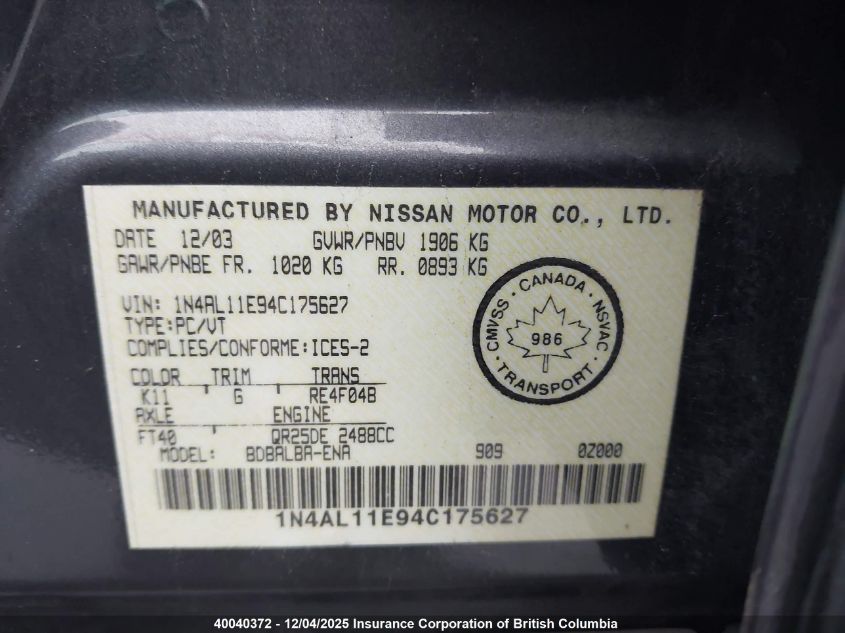 MANUFACTURED BY NISSAN MOTOR CO., LTD.
DATE 12/03 GVWR/PNBV 1906 KG
GAWR/PNBE FR. 1020 KG RR. 0893 KG
VIN: 1N4AL11E94C175627
TYPE:PC/VT
COMPLIES/CONFORME:ICES-2
CANADA · NSVAC · TRANSPORT · CMVSS ·
986
COLOR TRIM TRANS
K11 ' G ' RE4F04B
AXLE ENGINE
FT40 ' QR25DE 2488CC
MODEL: BDBALBA-ENA 909 0Z000
1N4AL11E94C175627
40040372 - 12/04/2025 Insurance Corporation of British Columbia